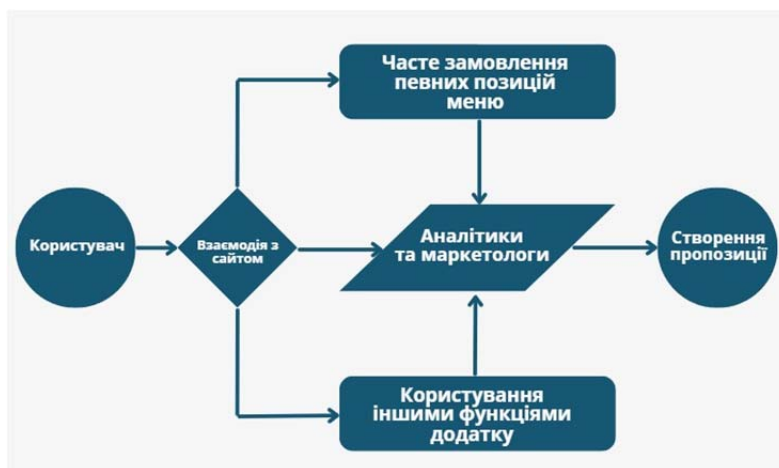 Часте замовлення
певних позицій
меню
Користувач
Взаємодія з
сайтом
Аналітики
та маркетологи
Створення
пропозиції
Користування
іншими функціями
додатку